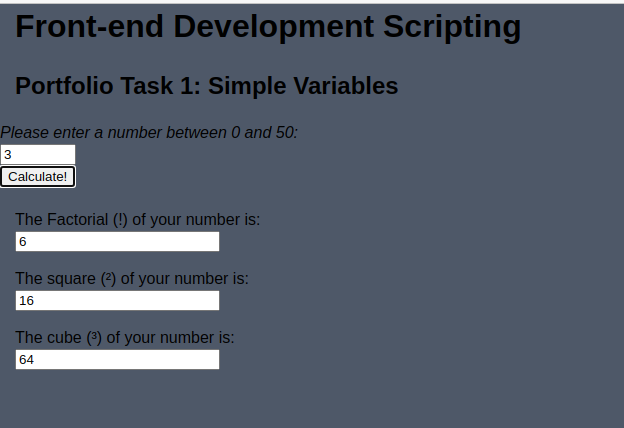 Front-end Development Scripting
Portfolio Task 1: Simple Variables
Please enter a number between 0 and 50:
3
Calculate!
The Factorial (!) of your number is:
6
The square (²) of your number is:
16
The cube (³) of your number is:
64